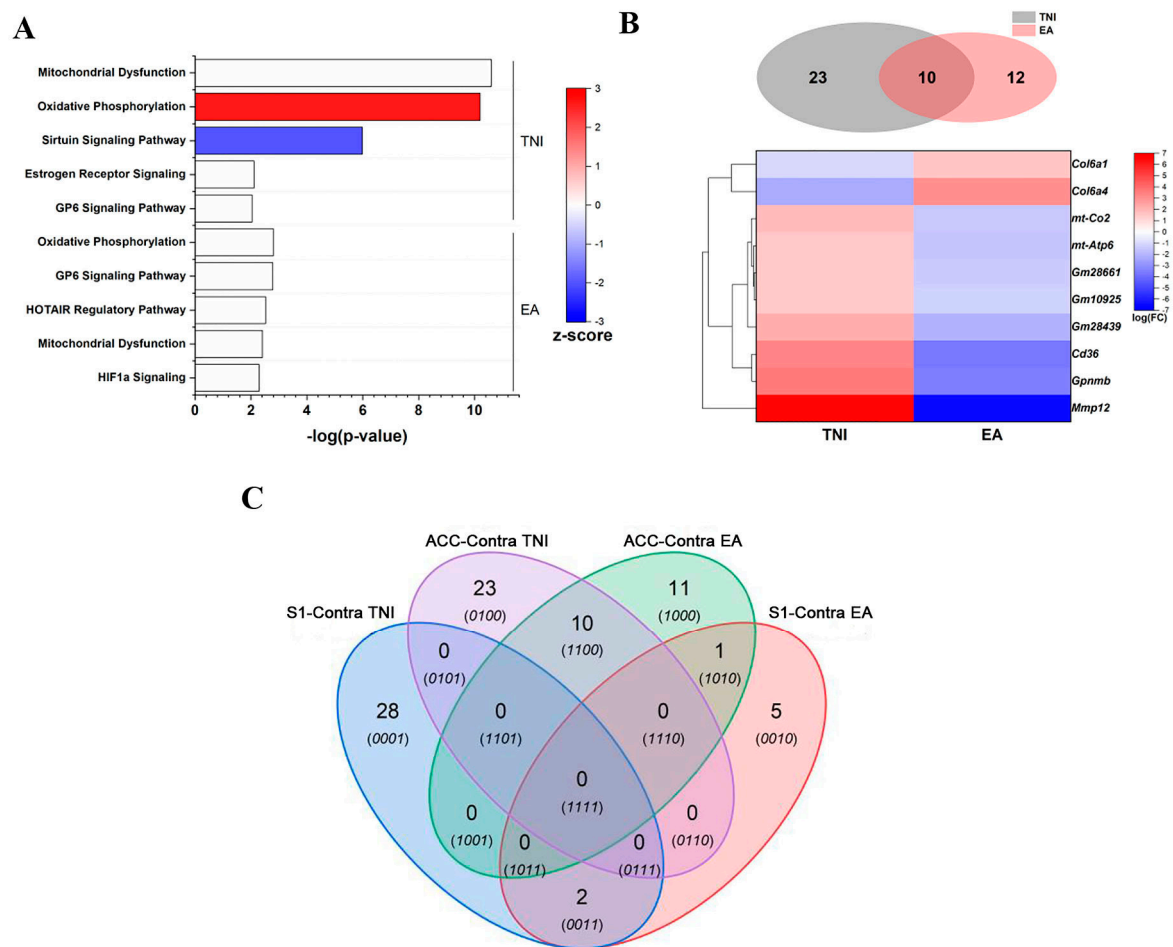 A
Mitochondrial Dysfunction
Oxidative Phosphorylation
Sirtuin Signaling Pathway
Estrogen Receptor Signaling
GP6 Signaling Pathway
Oxidative Phosphorylation
GP6 Signaling Pathway
HOTAIR Regulatory Pathway
Mitochondrial Dysfunction
HIF1a Signaling
TNI
EA
0 2 4 6 8 10
-log(p-value)
3
2
1
0
-1
-2
-3
z-score
B
TNI
EA
23 10 12
Col6a1
Col6a4
mt-Co2
mt-Atp6
Gm28661
Gm10925
Gm28439
Cd36
Gpnmb
Mmp12
TNI EA
7
6
5
4
3
2
1
0
-1
-2
-3
-4
-5
-6
-7
log(FC)
C
ACC-Contra TNI ACC-Contra EA
S1-Contra TNI S1-Contra EA
23 11
(0100) (1000)
10
(1100)
0 1
(0101) (1010)
28 0 0 5
(0001) (1101) (1110) (0010)
0
(1111)
0 0
(1001) (0110)
0 0
(1011) (0111)
2
(0011)